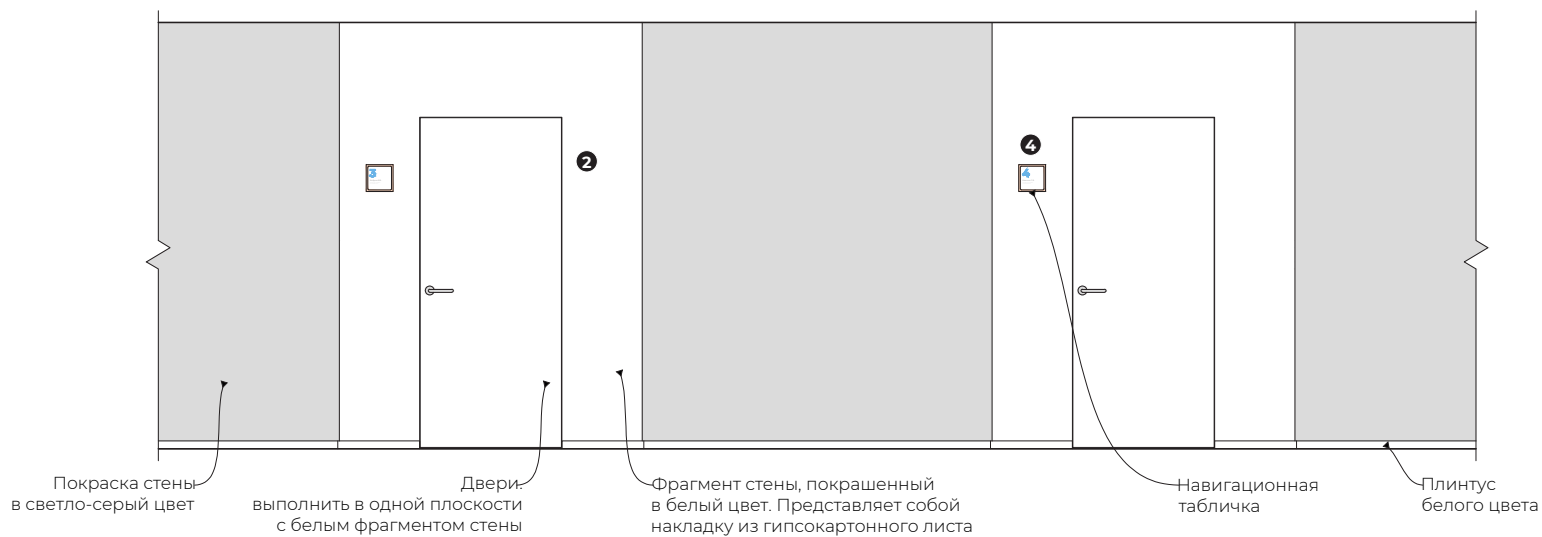 3
2
4
4
Покраска стены
в светло-серый цвет
Двери.
выполнить в одной плоскости
с белым фрагментом стены
Фрагмент стены, покрашенный
в белый цвет. Представляет собой
накладку из гипсокартонного листа
Навигационная
табличка
Плинтус
белого цвета